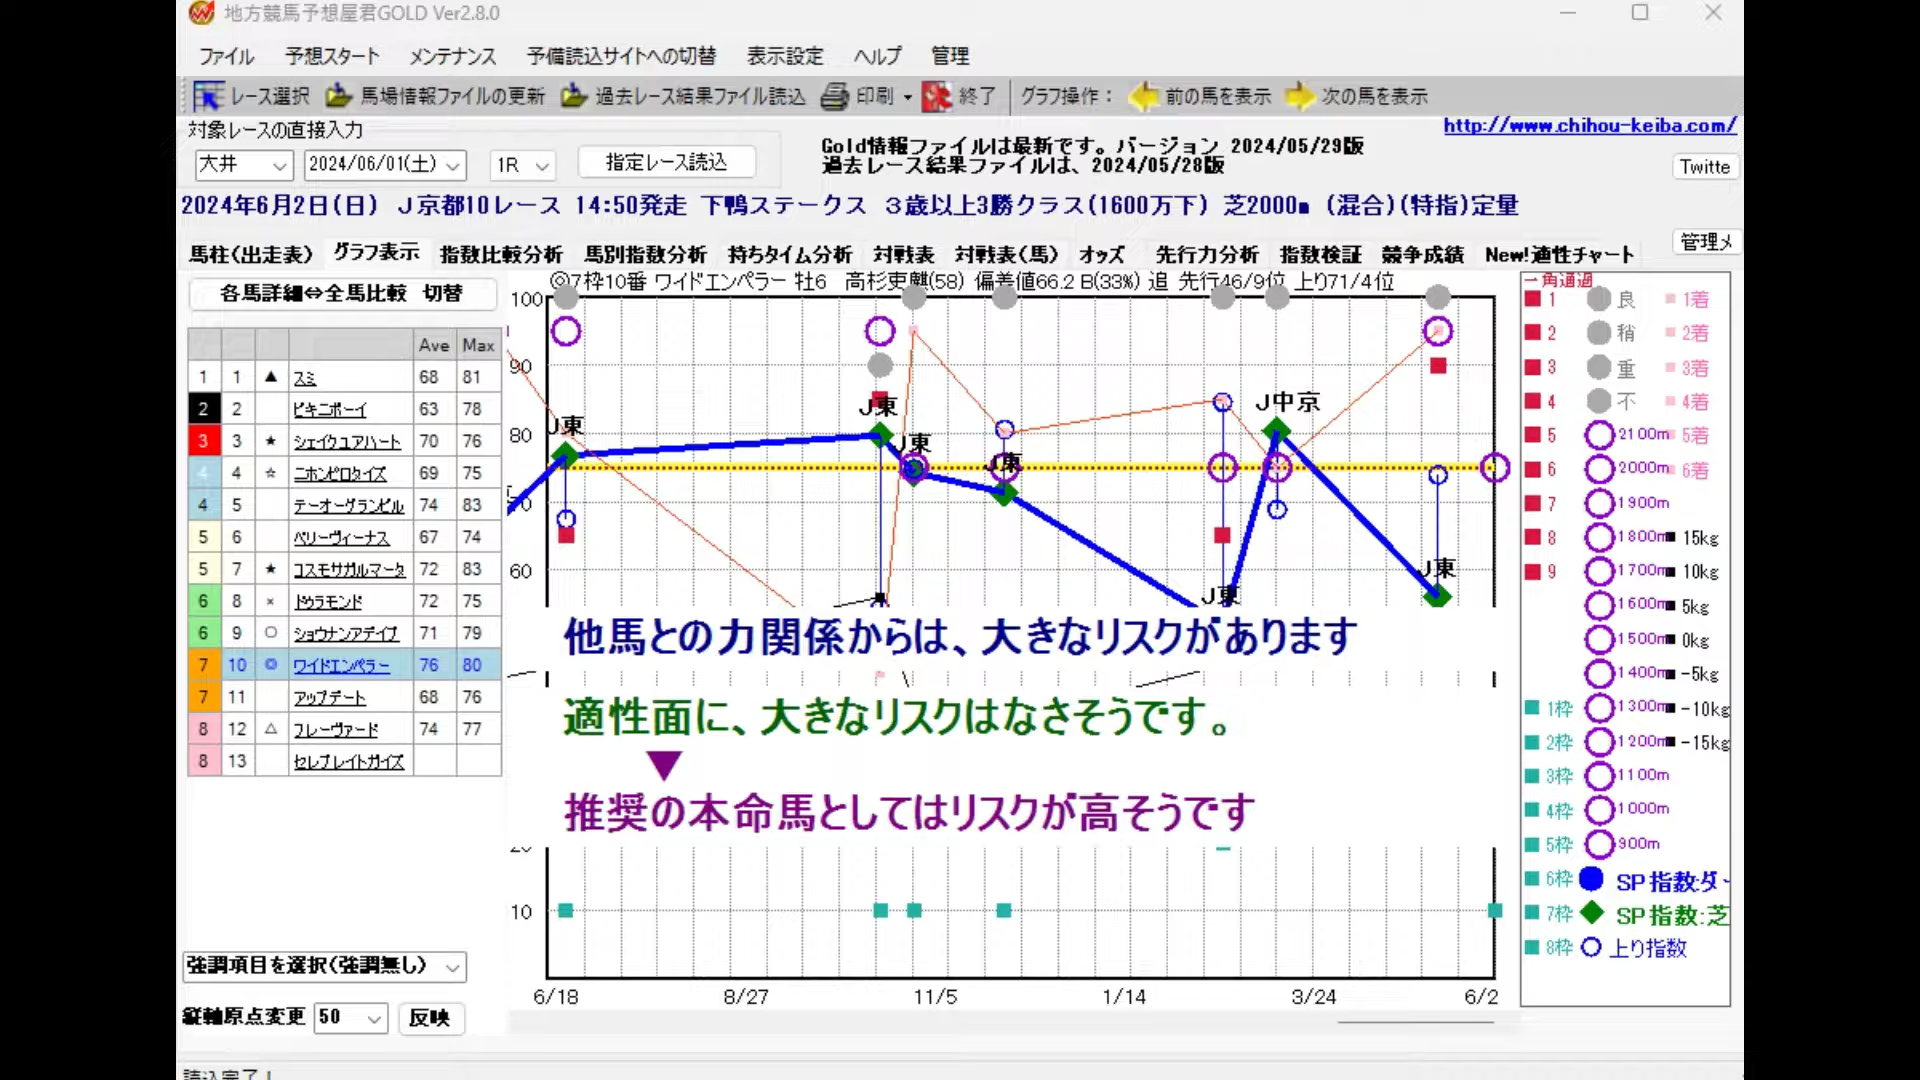 地方競馬予想屋君GOLD Ver2.8.0
ファイル 予想スタート メンテナンス 予備読込サイトへの切替 表示設定 ヘルプ 管理
レース選択 馬場情報ファイルの更新 過去レース結果ファイル読込 印刷 終了 グラフ操作： 前の馬を表示 次の馬を表示
対象レースの直接入力
http://www.chihou-keiba.com/
Gold情報ファイルは最新です。バージョン 2024/05/29版
過去レース結果ファイルは、2024/05/28版
大井 2024/06/01(土) 1R 指定レース読込 Twitte
2024年6月2日(日) J京都10レース 14:50発走 下鴨ステークス 3歳以上3勝クラス(1600万下) 芝2000m (混合)(特指)定量
管理メ
馬柱(出走表) グラフ表示 指数比較分析 馬別指数分析 持ちタイム分析 対戦表 対戦表(馬) オッズ 先行力分析 指数検証 競争成績 New!適性チャート
各馬詳細⇔全馬比較 切替
Ave Max
1 1 ▲ スミ 68 81
2 2 ビキニボーイ 63 78
3 3 ★ シェイクユアハート 70 76
4 4 ☆ ニホンピロタイズ 69 75
4 5 テーオーグランビル 74 83
5 6 ベリーヴィーナス 67 74
5 7 ★ コスモサガルマータ 72 83
6 8 × ドゥラモンド 72 75
6 9 ○ ショウナンアデイブ 71 79
7 10 ◎ ワイドエンペラー 76 80
7 11 アップデート 68 76
8 12 △ フレーヴァード 74 77
8 13 セレブレイトガイズ
強調項目を選択(強調無し)
縦軸原点変更 50 反映
◎7枠10番 ワイドエンペラー 牡6 高杉吏麒(58) 偏差値66.2 B(33%) 追 先行46/9位 上り71/4位
100
90
80
70
60
10
J東
J東
J東
J東
J東
J中京
J東
他馬との力関係からは、大きなリスクがあります
適性面に、大きなリスクはなさそうです。
▼
推奨の本命馬としてはリスクが高そうです
6/18 8/27 11/5 1/14 3/24 6/2
一角通過
1 良 1着
2 稍 2着
3 重 3着
4 不 4着
5 2100m 5着
6 2000m 6着
7 1900m
8 1800m 15kg
9 1700m 10kg
1600m 5kg
1500m 0kg
1400m -5kg
1枠 1300m -10kg
2枠 1200m -15kg
3枠 1100m
4枠 1000m
5枠 900m
6枠 SP指数:ダ
7枠 SP指数:芝
8枠 上り指数
読込完了！